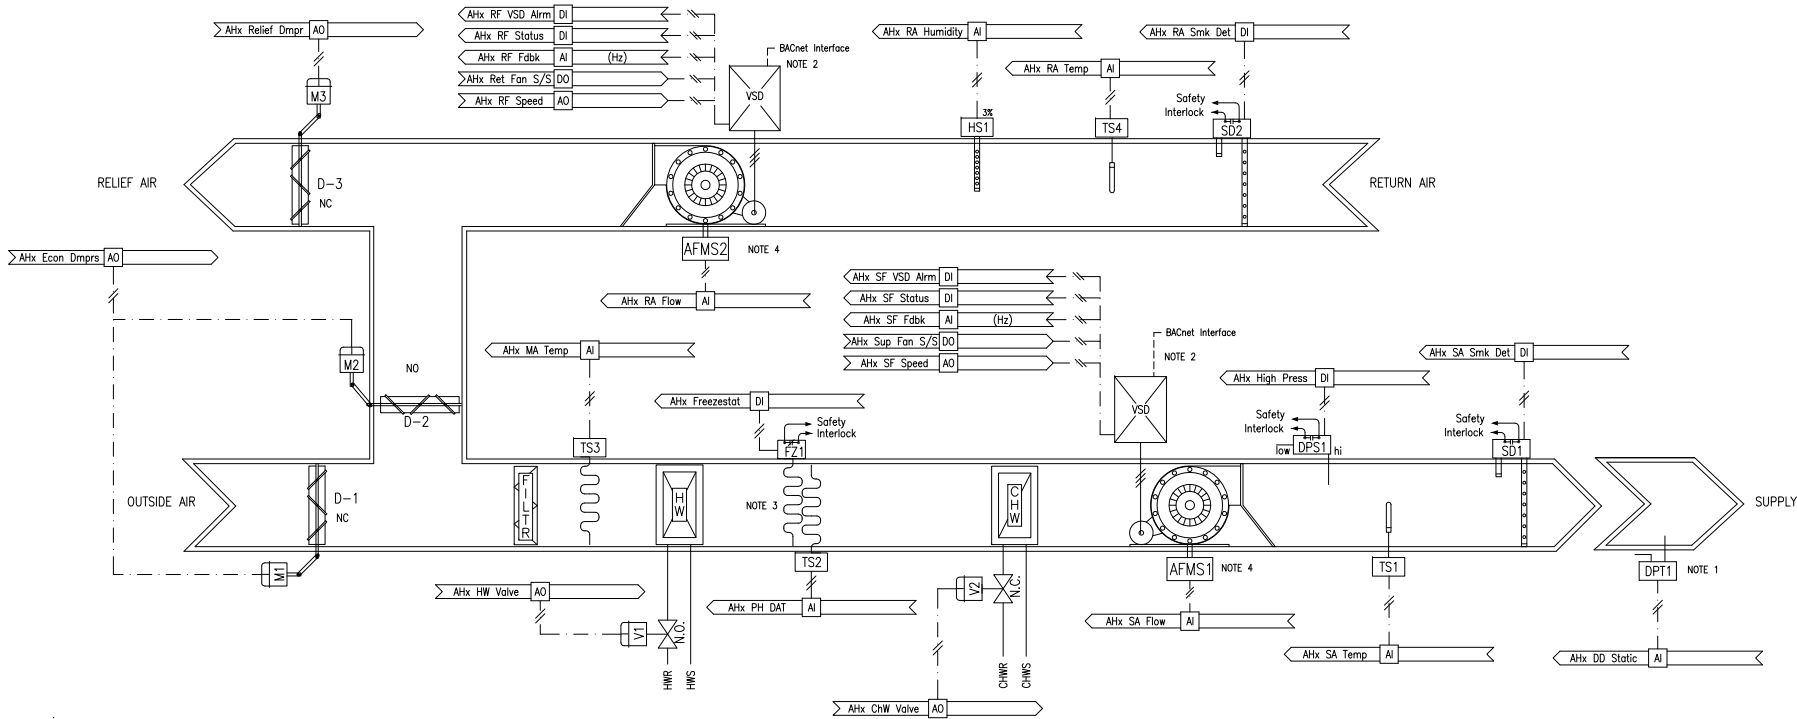 AHx Relief Dmpr AO
AHx RF VSD Alrm DI
AHx RF Status DI
AHx RF Fdbk AI (Hz)
AHx Ret Fan S/S DO
AHx RF Speed AO
BACnet Interface
NOTE 2
VSD
AHx RA Humidity AI
AHx RA Smk Det DI
AHx RA Temp AI
M3
3%
HS1
TS4
Safety
Interlock
SD2
RELIEF AIR
D-3
NC
RETURN AIR
AFMS2
NOTE 4
AHx Econ Dmprs AO
AHx RA Flow AI
AHx SF VSD Alrm DI
AHx SF Status DI
AHx SF Fdbk AI (Hz)
AHx Sup Fan S/S DO
AHx SF Speed AO
BACnet Interface
NOTE 2
VSD
AHx MA Temp AI
M2
NO
D-2
AHx SA Smk Det DI
AHx High Press DI
AHx Freezestat DI
Safety
Interlock
Safety
Interlock
Safety
Interlock
TS3
FZ1
low DPS1 hi
SD1
OUTSIDE AIR
D-1
NC
FILTR
HW
NOTE 3
CHW
SUPPLY
M1
TS2
AFMS1
NOTE 4
TS1
DPT1
NOTE 1
AHx HW Valve AO
V1
N.O.
AHx PH DAT AI
V2
N.C.
AHx SA Flow AI
AHx SA Temp AI
AHx DD Static AI
HWR
HWS
CHWR
CHWS
AHx ChW Valve AO